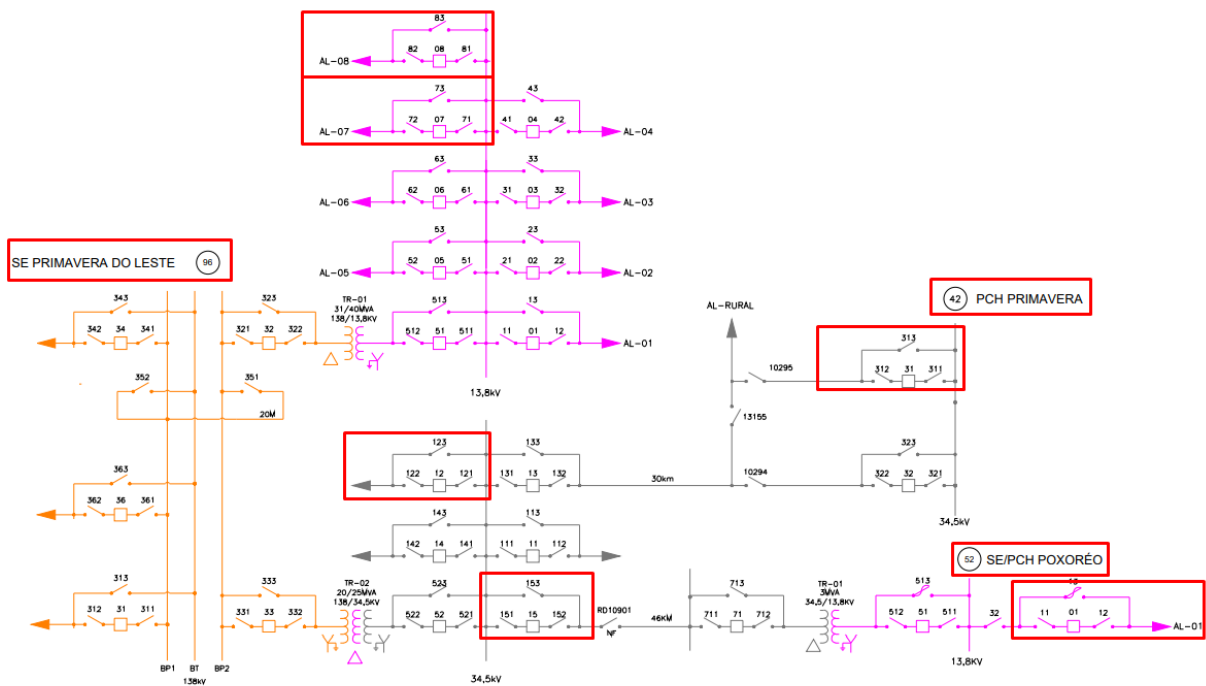 83
82 08 81
AL-08
73 43
72 07 71 41 04 42
AL-07 AL-04
63 33
62 06 61 31 03 32
AL-06 AL-03
53 23
52 05 51 21 02 22
AL-05 AL-02
SE PRIMAVERA DO LESTE 96
42 PCH PRIMAVERA
343 323
TR-01
31/40MVA
138/13,8KV
513 13
342 34 341 321 32 322
512 51 511 11 01 12
AL-01
AL-RURAL
313
312 31 311
10295
352 351
20M
13,8kV
13155
123 133
122 12 121 131 13 132
30km
10294
323
322 32 321
34,5kV
363
362 36 361
143 113
142 14 141 111 11 112
52 SE/PCH POXORÉO
313 333
312 31 311 331 33 332
TR-02
20/25MVA
138/34,5KV
523 153
522 52 521 151 15 152
RD10901
NF
46KM
713
711 71 712
TR-01
3MVA
34,5/13,8KV
513
512 51 511
32
11 01 12
AL-01
13,8kV
BP1 BT BP2
138kV
34,5kV